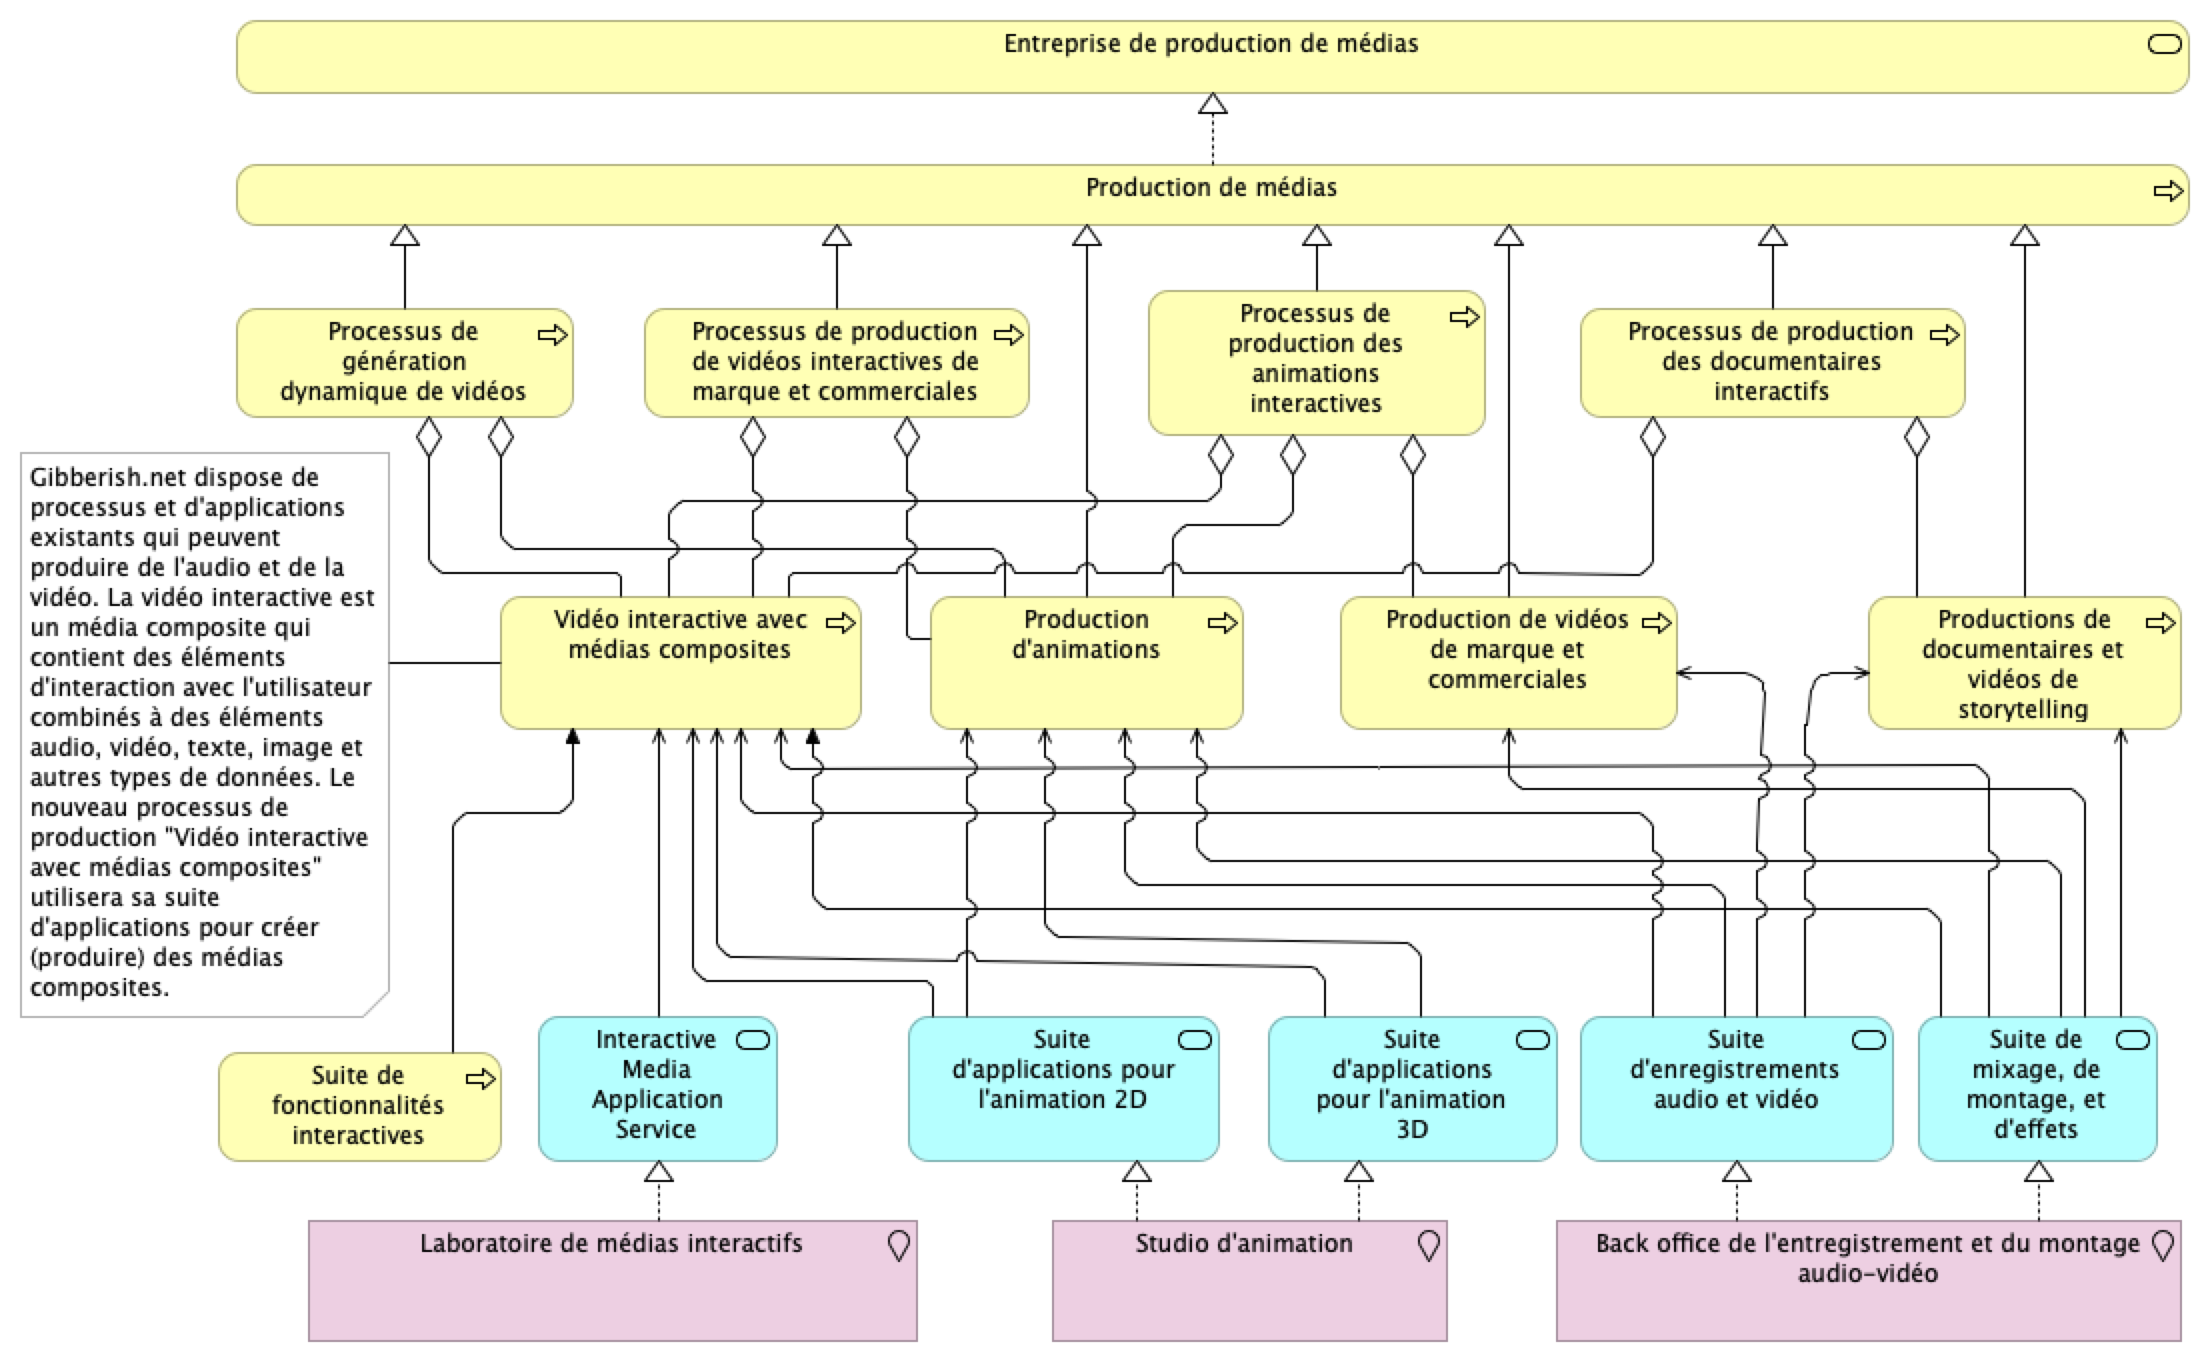 Entreprise de production de médias
Production de médias
Processus de
génération
dynamique de vidéos
Processus de production
de vidéos interactives de
marque et commerciales
Processus de
production des
animations
interactives
Processus de production
des documentaires
interactifs
Gibberish.net dispose de
processus et d'applications
existants qui peuvent
produire de l'audio et de la
vidéo. La vidéo interactive est
un média composite qui
contient des éléments
d'interaction avec l'utilisateur
combinés à des éléments
audio, vidéo, texte, image et
autres types de données. Le
nouveau processus de
production "Vidéo interactive
avec médias composites"
utilisera sa suite
d'applications pour créer
(produire) des médias
composites.
Vidéo interactive avec
médias composites
Production
d'animations
Production de vidéos
de marque et
commerciales
Productions de
documentaires et
vidéos de
storytelling
Suite de
fonctionnalités
interactives
Interactive
Media
Application
Service
Suite
d'applications pour
l'animation 2D
Suite
d'applications
pour l'animation
3D
Suite
d'enregistrements
audio et vidéo
Suite de
mixage, de
montage, et
d'effets
Laboratoire de médias interactifs
Studio d'animation
Back office de l'entregistrement et du montage
audio-vidéo